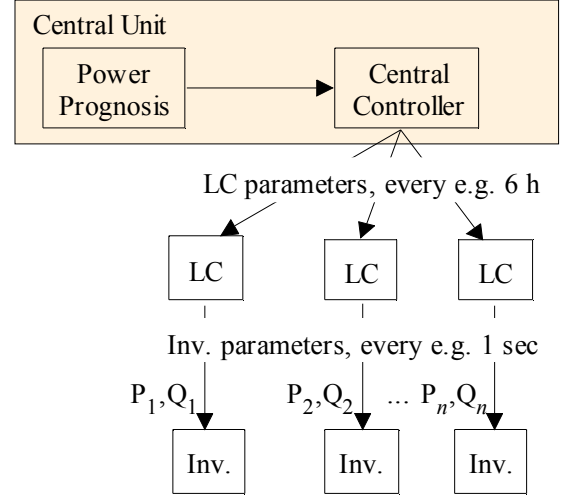 Central Unit
Power
Prognosis
Central
Controller
LC parameters, every e.g. 6 h
LC
LC
LC
Inv. parameters, every e.g. 1 sec
P1,Q1
P2,Q2
... Pn,Qn
Inv.
Inv.
Inv.